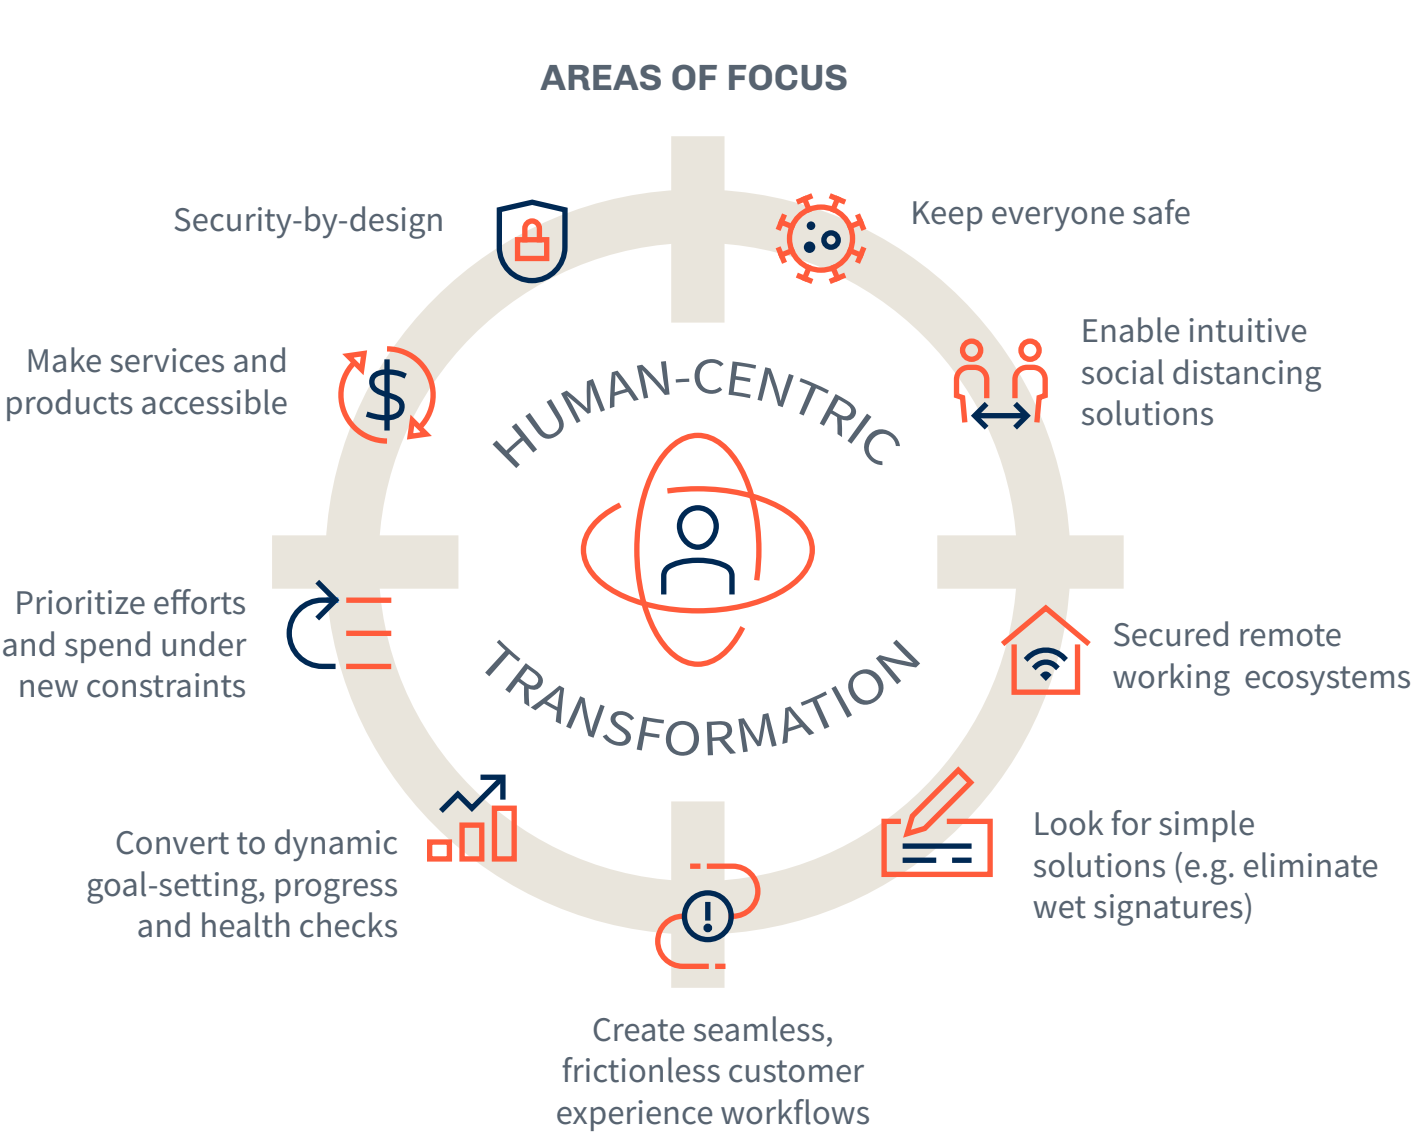 AREAS OF FOCUS
Security-by-design
Keep everyone safe
Make services and
products accessible
Enable intuitive
social distancing
solutions
HUMAN-CENTRIC
TRANSFORMATION
Prioritize efforts
and spend under
new constraints
Secured remote
working ecosystems
Convert to dynamic
goal-setting, progress
and health checks
Look for simple
solutions (e.g. eliminate
wet signatures)
Create seamless,
frictionless customer
experience workflows